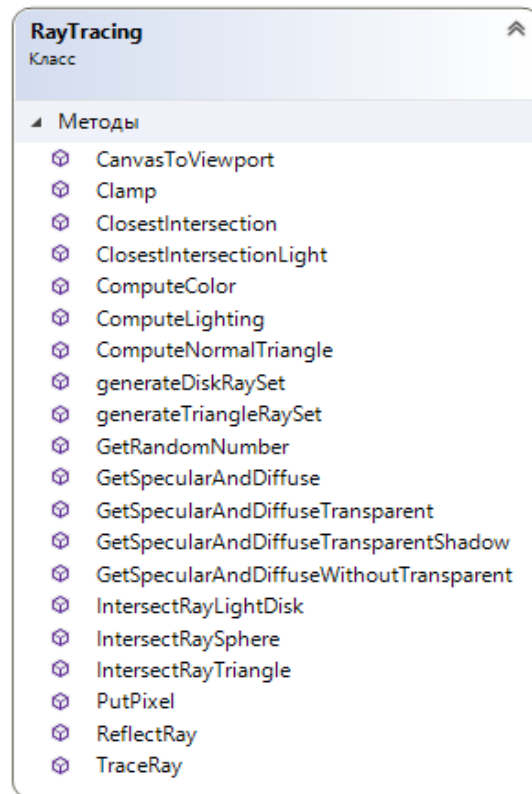 RayTracing
Класс
Методы
CanvasToViewport
Clamp
ClosestIntersection
ClosestIntersectionLight
ComputeColor
ComputeLighting
ComputeNormalTriangle
generateDiskRaySet
generateTriangleRaySet
GetRandomNumber
GetSpecularAndDiffuse
GetSpecularAndDiffuseTransparent
GetSpecularAndDiffuseTransparentShadow
GetSpecularAndDiffuseWithoutTransparent
IntersectRayLightDisk
IntersectRaySphere
IntersectRayTriangle
PutPixel
ReflectRay
TraceRay